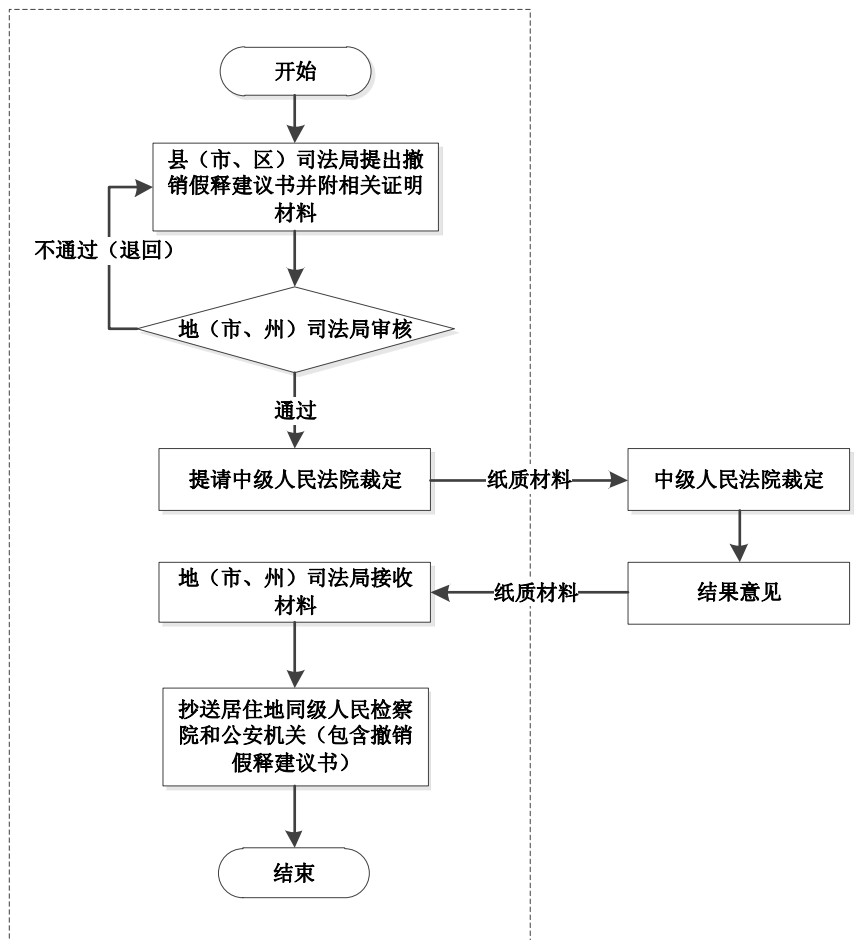 开始
县（市、区）司法局提出撤
销假释建议书并附相关证明
材料
不通过（退回）
地（市、州）司法局审核
通过
提请中级人民法院裁定
纸质材料
中级人民法院裁定
地（市、州）司法局接收
材料
纸质材料
结果意见
抄送居住地同级人民检察
院和公安机关（包含撤销
假释建议书）
结束